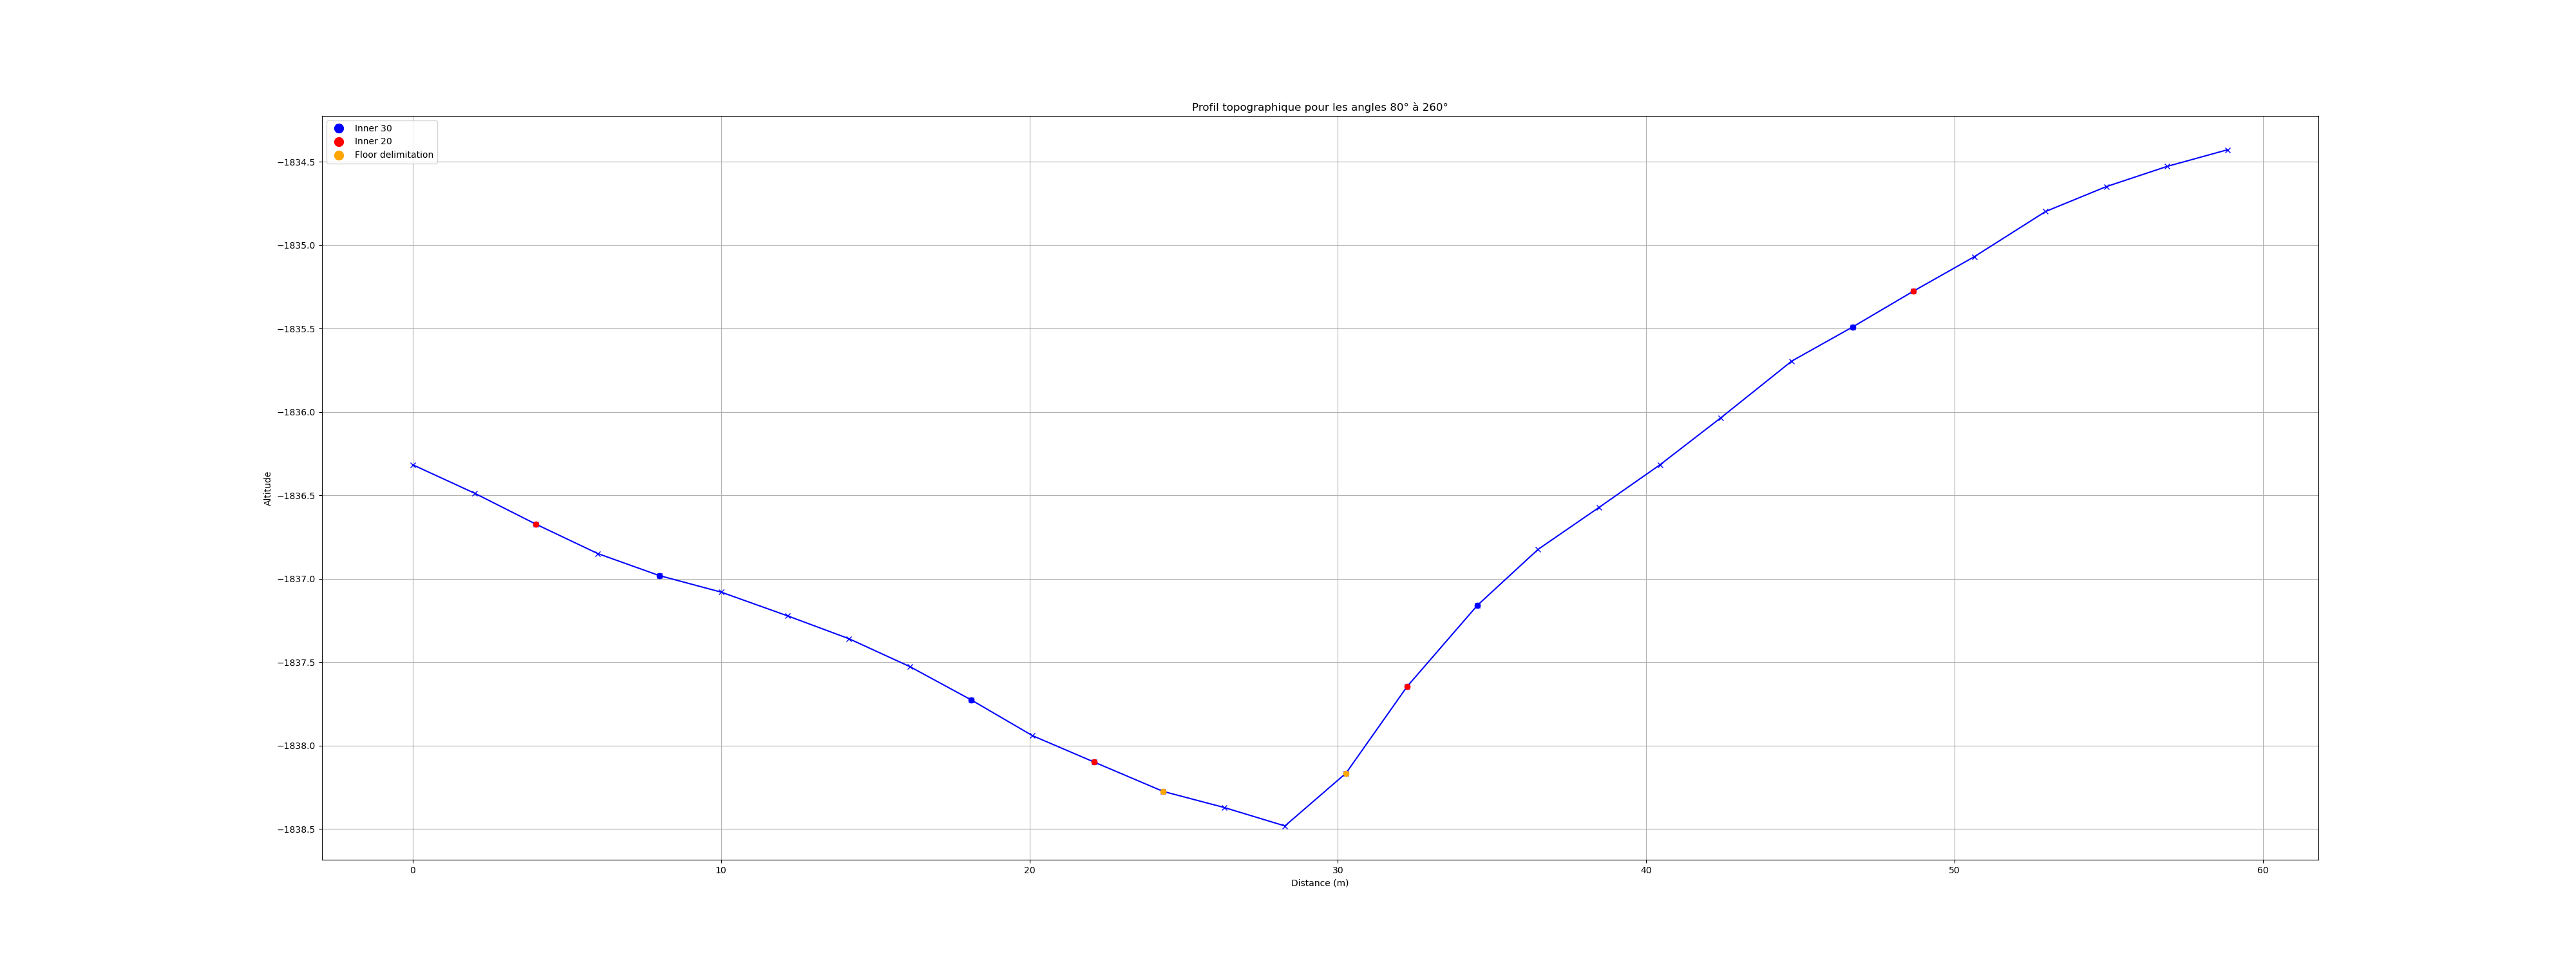 Profil topographique pour les angles 80° à 260°
Inner 30
Inner 20
Floor delimitation
−1834.5
−1835.0
−1835.5
−1836.0
−1836.5
−1837.0
−1837.5
−1838.0
−1838.5
Altitude
0 10 20 30 40 50 60
Distance (m)